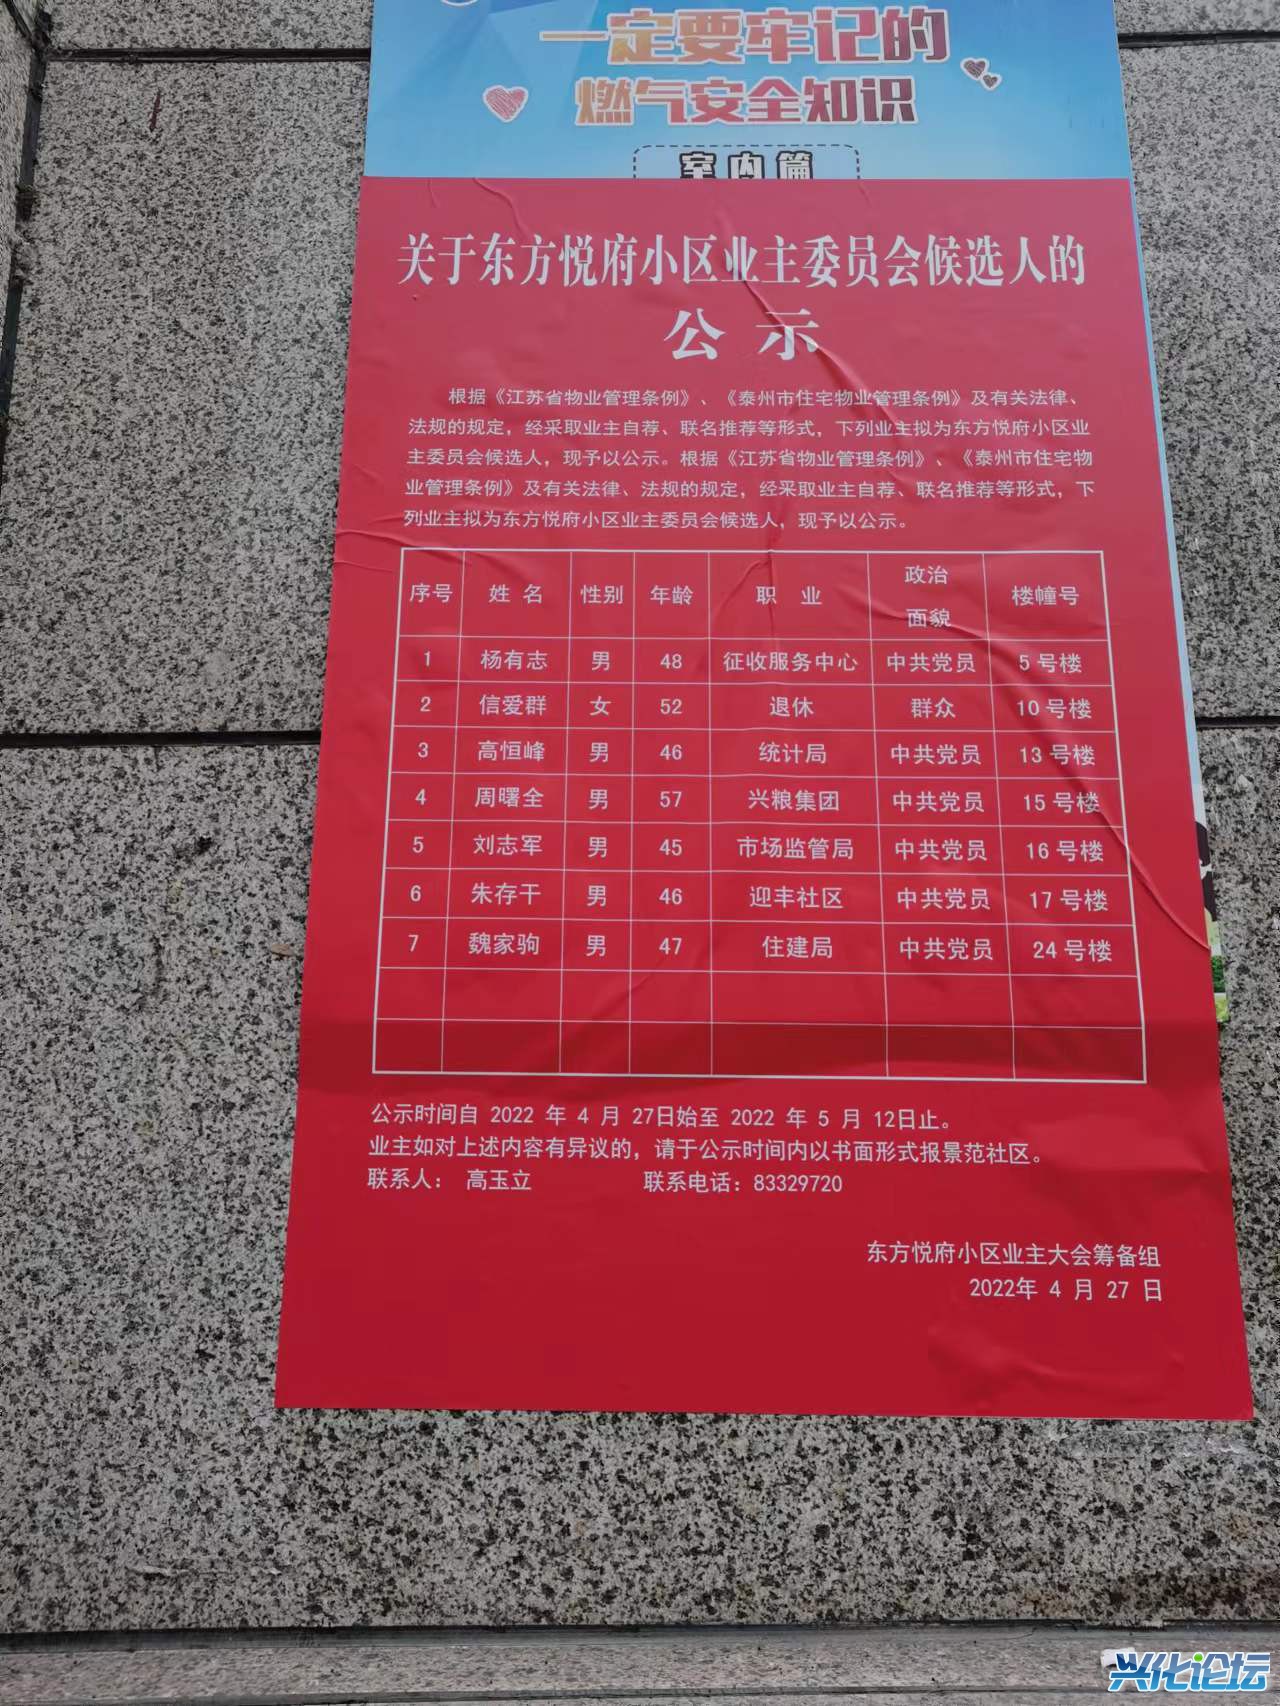 一定要牢记的
燃气安全知识
室内篇
关于东方悦府小区业主委员会候选人的
公 示
根据《江苏省物业管理条例》、《泰州市住宅物业管理条例》及有关法律、
法规的规定，经采取业主自荐、联名推荐等形式，下列业主拟为东方悦府小区业
主委员会候选人，现予以公示。根据《江苏省物业管理条例》、《泰州市住宅物
业管理条例》及有关法律、法规的规定，经采取业主自荐、联名推荐等形式，下
列业主拟为东方悦府小区业主委员会候选人，现予以公示。
序号 姓 名 性别 年龄 职 业 政治面貌 楼幢号
1 杨有志 男 48 征收服务中心 中共党员 5 号楼
2 信爱群 女 52 退休 群众 10 号楼
3 高恒峰 男 46 统计局 中共党员 13 号楼
4 周曙全 男 57 兴粮集团 中共党员 15 号楼
5 刘志军 男 45 市场监管局 中共党员 16 号楼
6 朱存干 男 46 迎丰社区 中共党员 17 号楼
7 魏家驹 男 47 住建局 中共党员 24 号楼
公示时间自 2022 年 4 月 27日始至 2022 年 5 月 12日止。
业主如对上述内容有异议的，请于公示时间内以书面形式报景范社区。
联系人： 高玉立 联系电话：83329720
东方悦府小区业主大会筹备组
2022年 4 月 27 日
兴化论坛